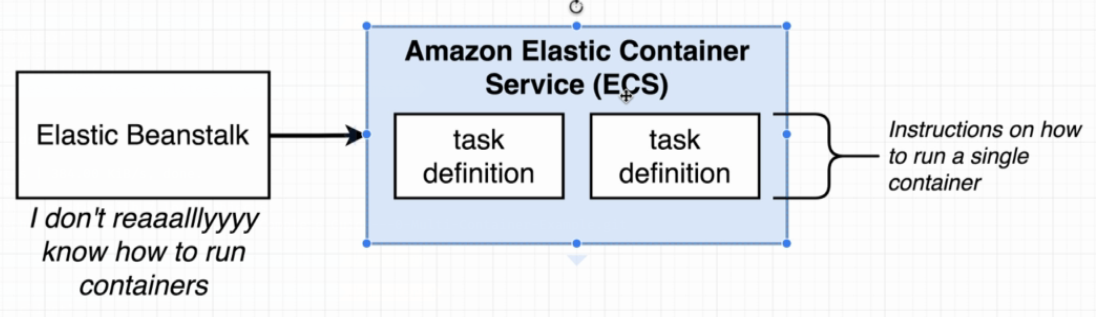 Amazon Elastic Container
Service (ECS)
Elastic Beanstalk
task
definition
task
definition
Instructions on how
to run a single
container
I don't reaaalllyyyy
know how to run
containers